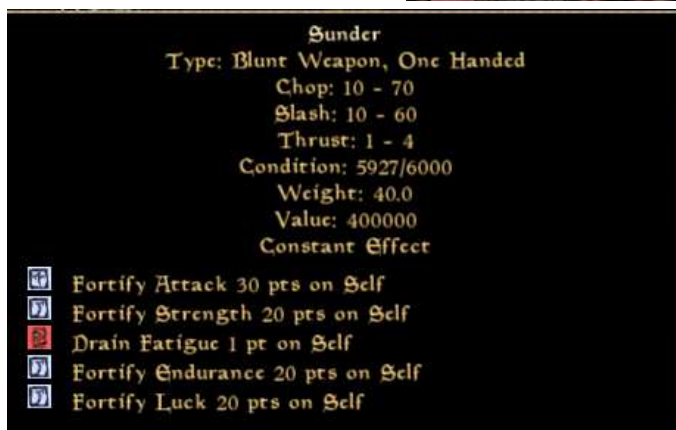 Sunder
Type: Blunt Weapon, One Handed
Chop: 10 - 70
Slash: 10 - 60
Thrust: 1 - 4
Condition: 5927/6000
Weight: 40.0
Value: 400000
Constant Effect
Fortify Attack 30 pts on Self
Fortify Strength 20 pts on Self
Drain Fatigue 1 pt on Self
Fortify Endurance 20 pts on Self
Fortify Luck 20 pts on Self